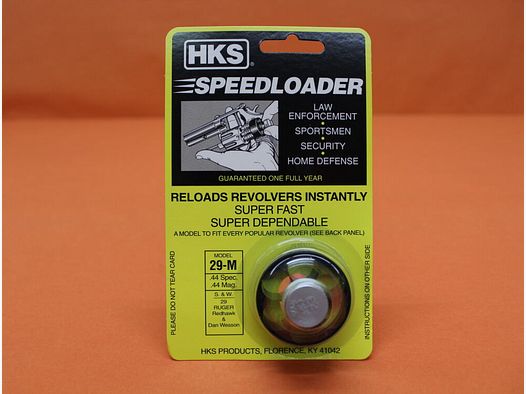 HKS®
SPEEDLOADER
LAW
ENFORCEMENT
•
SPORTSMEN
•
SECURITY
•
HOME DEFENSE
GUARANTEED ONE FULL YEAR
RELOADS REVOLVERS INSTANTLY
SUPER FAST
SUPER DEPENDABLE
A MODEL TO FIT EVERY POPULAR REVOLVER (SEE BACK PANEL)
PLEASE DO NOT TEAR CARD
MODEL
29-M
.44 Spec.
.44 Mag.
S. & W.
29
RUGER
Redhawk
&
Dan Wesson
INSTRUCTIONS ON OTHER SIDE
HKS PRODUCTS, FLORENCE, KY 41042